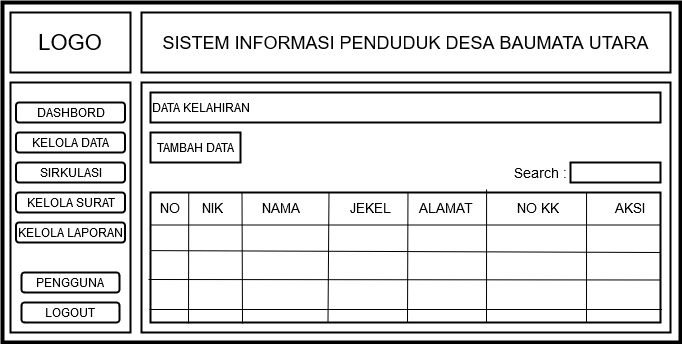 LOGO
SISTEM INFORMASI PENDUDUK DESA BAUMATA UTARA
DASHBORD
KELOLA DATA
SIRKULASI
KELOLA SURAT
KELOLA LAPORAN
PENGGUNA
LOGOUT
DATA KELAHIRAN
TAMBAH DATA
Search :
NO NIK NAMA JEKEL ALAMAT NO KK AKSI